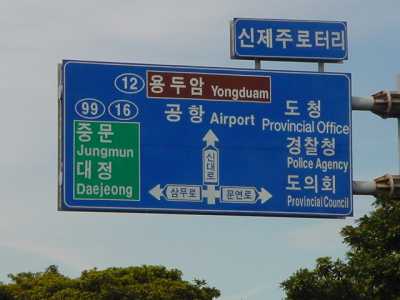 신제주로터리
12 용두암 Yongduam
공항 Airport
99 16
중문
Jungmun
대정
Daejeong
도청
Provincial Office
경찰청
Police Agency
도의회
Provincial Council
신대로
삼무로
문연로